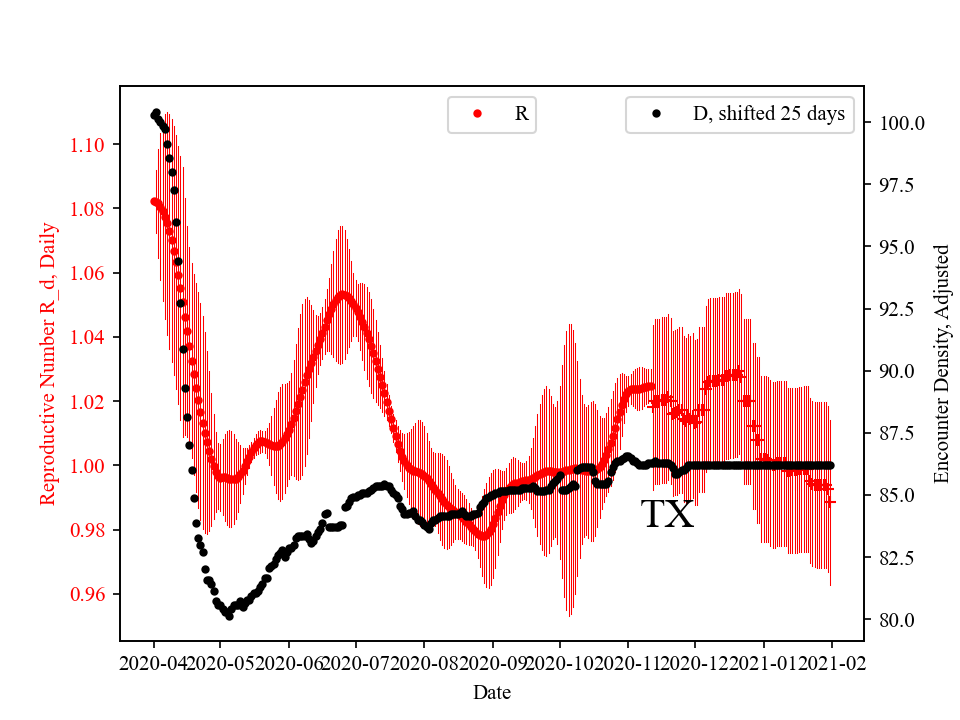 R
D, shifted 25 days
1.10
1.08
1.06
1.04
1.02
1.00
0.98
0.96
Reproductive Number R_d, Daily
100.0
97.5
95.0
92.5
90.0
87.5
85.0
82.5
80.0
Encounter Density, Adjusted
TX
2020-04 2020-05 2020-06 2020-07 2020-08 2020-09 2020-10 2020-11 2020-12 2021-01 2021-02
Date